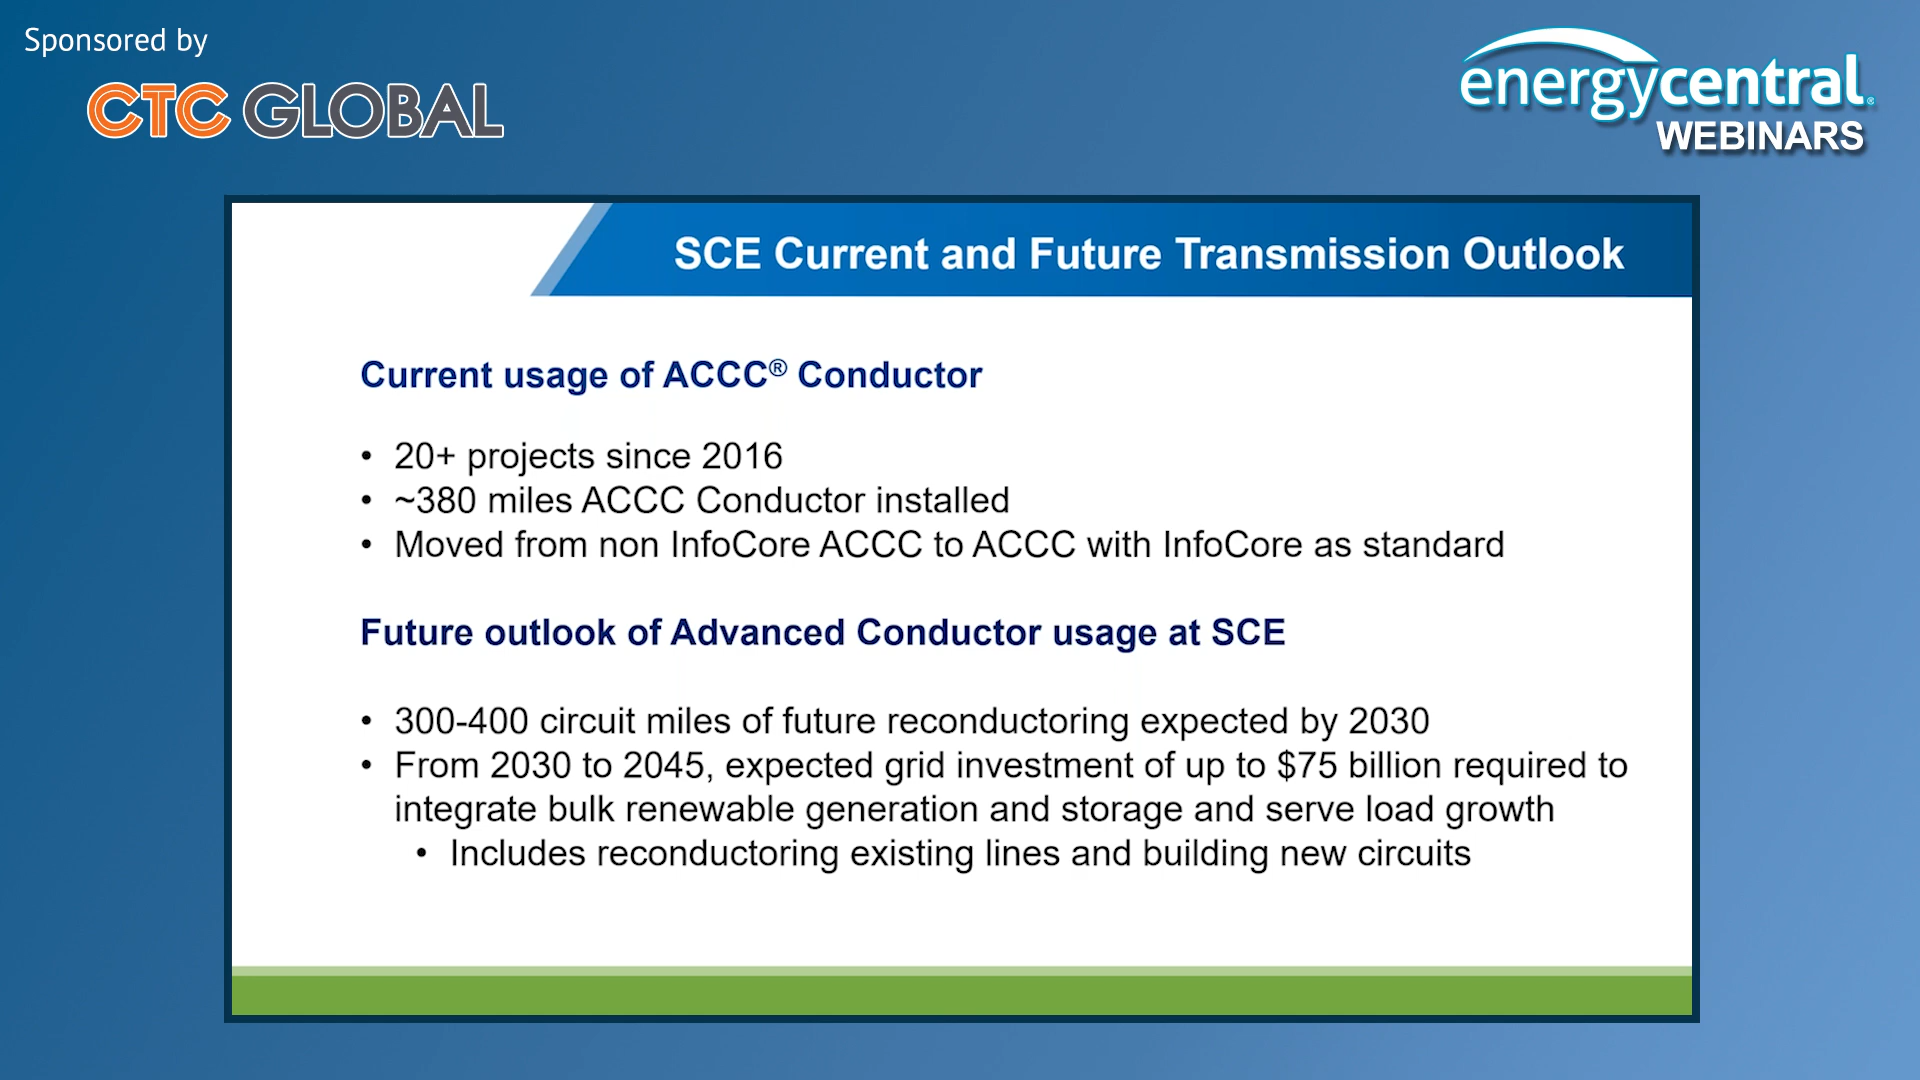 Sponsored by
CTC GLOBAL
energycentral®
WEBINARS
SCE Current and Future Transmission Outlook
Current usage of ACCC® Conductor
• 20+ projects since 2016
• ~380 miles ACCC Conductor installed
• Moved from non InfoCore ACCC to ACCC with InfoCore as standard
Future outlook of Advanced Conductor usage at SCE
• 300-400 circuit miles of future reconductoring expected by 2030
• From 2030 to 2045, expected grid investment of up to $75 billion required to
integrate bulk renewable generation and storage and serve load growth
• Includes reconductoring existing lines and building new circuits